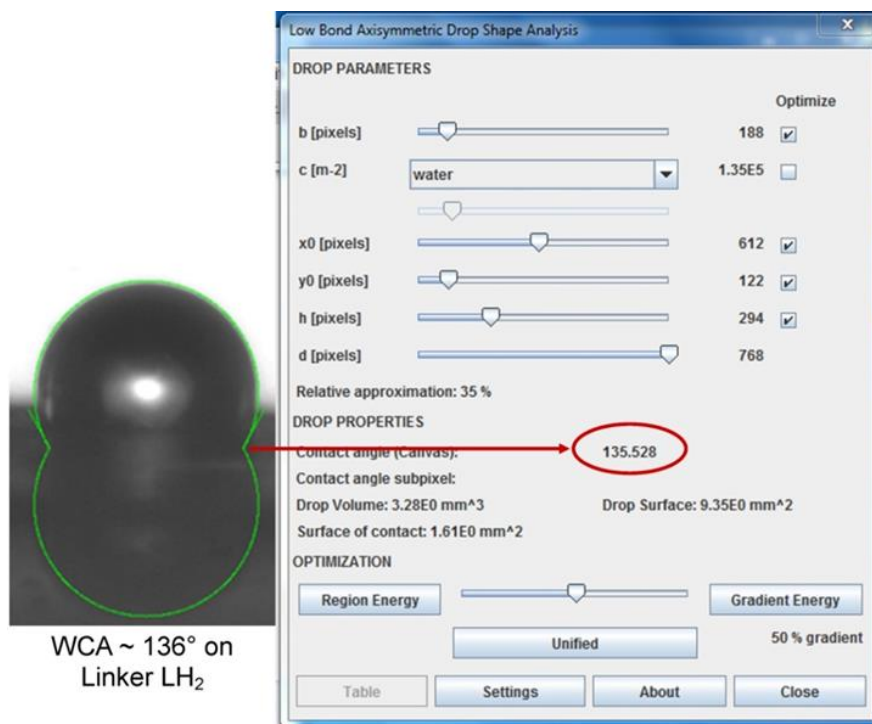 Low Bond Axisymmetric Drop Shape Analysis
DROP PARAMETERS
Optimize
b [pixels] 188
c [m-2] water 1.35E5
x0 [pixels] 612
y0 [pixels] 122
h [pixels] 294
d [pixels] 768
Relative approximation: 35 %
DROP PROPERTIES
Contact angle (Canvas): 135.528
Contact angle subpixel:
Drop Volume: 3.28E0 mm^3 Drop Surface: 9.35E0 mm^2
Surface of contact: 1.61E0 mm^2
OPTIMIZATION
Region Energy Gradient Energy
Unified 50 % gradient
Table Settings About Close
WCA ~ 136° on
Linker LH₂